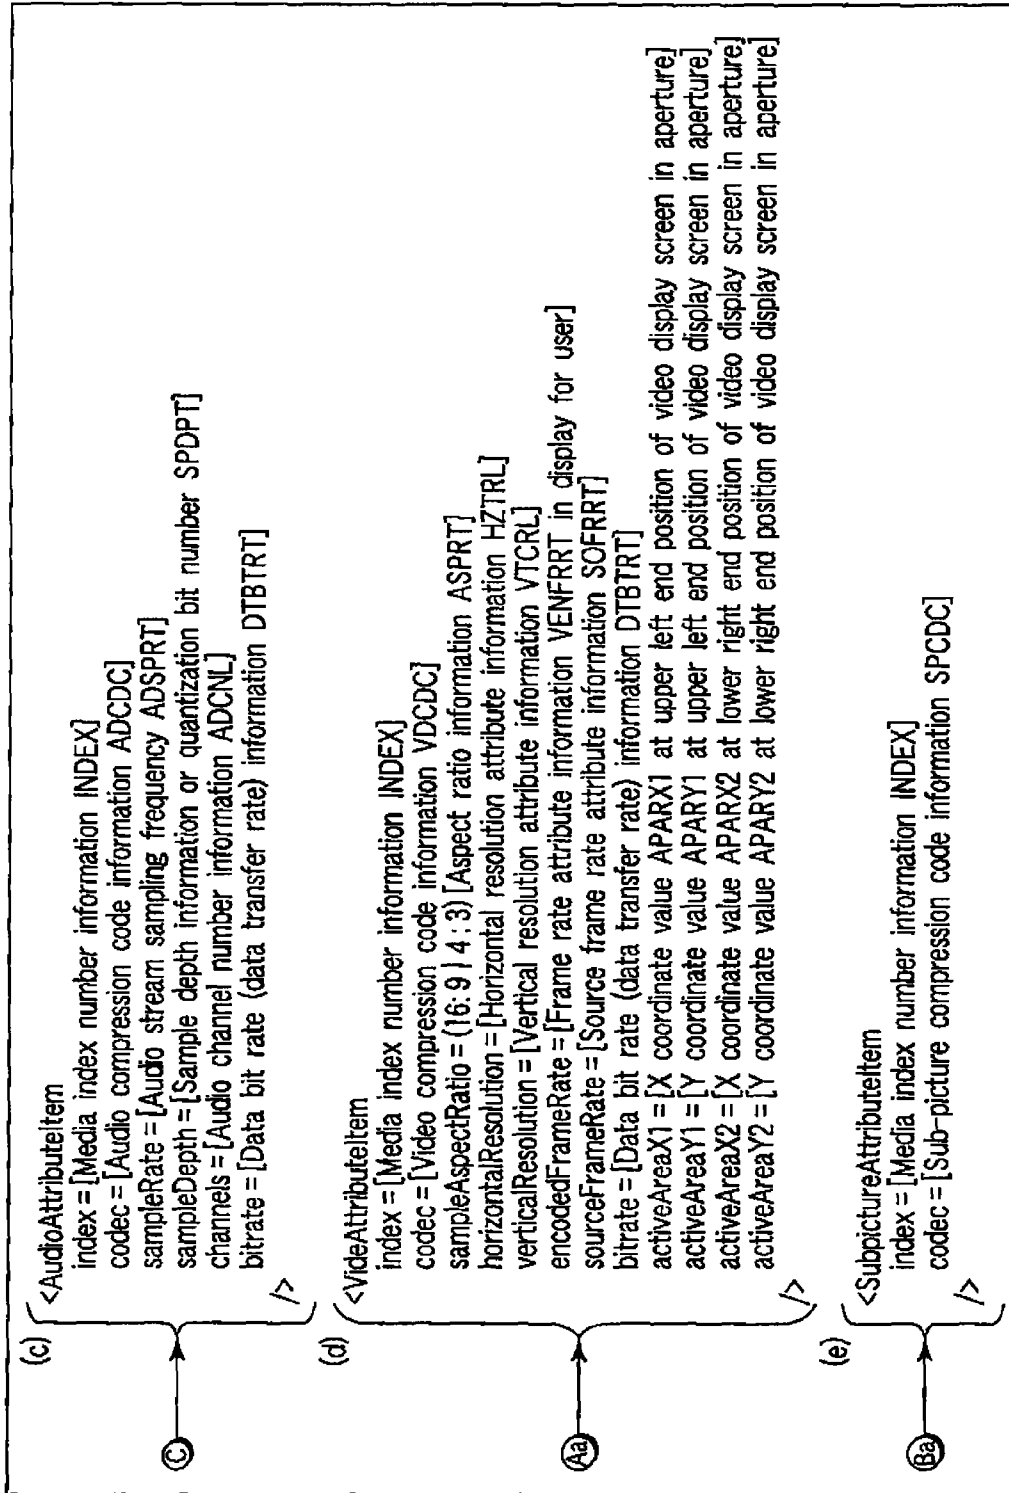 (c)
<AudioAttributeItem
index = [Media index number information INDEX]
codec = [Audio compression code information ADCDC]
sampleRate = [Audio stream sampling frequency ADSPRT]
sampleDepth = [Sample depth information or quantization bit number SPDPT]
channels = [Audio channel number information ADCNL]
bitrate = [Data bit rate (data transfer rate) information DTBTRT]
/>
C
(d)
<VideAttributeItem
index = [Media index number information INDEX]
codec = [Video compression code information VDCDC]
sampleAspectRatio = (16:9 | 4:3) [Aspect ratio information ASPRT]
horizontalResolution = [Horizontal resolution attribute information HZTRL]
verticalResolution = [Vertical resolution attribute information VTCRL]
encodedFrameRate = [Frame rate attribute information VENFRRT in display for user]
sourceFrameRate = [Source frame rate attribute information SOFRRT]
bitrate = [Data bit rate (data transfer rate) information DTBTRT]
activeAreaX1 = [X coordinate value APARX1 at upper left end position of video display screen in aperture]
activeAreaY1 = [Y coordinate value APARY1 at upper left end position of video display screen in aperture]
activeAreaX2 = [X coordinate value APARX2 at lower right end position of video display screen in aperture]
activeAreaY2 = [Y coordinate value APARY2 at lower right end position of video display screen in aperture]
/>
Aa
(e)
<SubpictureAttributeItem
index = [Media index number information INDEX]
codec = [Sub-picture compression code information SPCDC]
/>
Ba